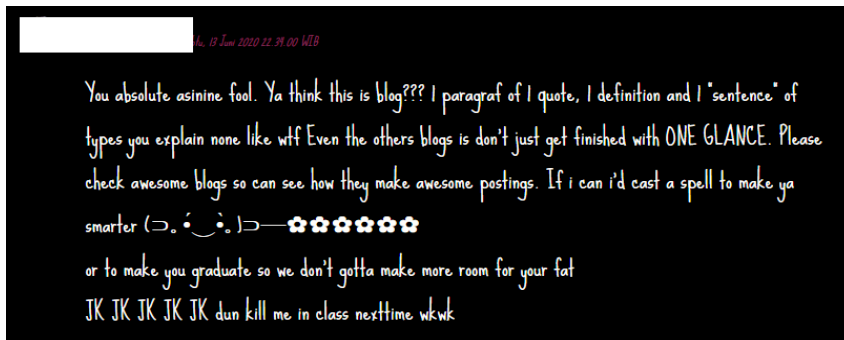 13 Juni 2020 22.39.00 WIB
You absolute asinine fool. Ya think this is blog??? 1 paragraf of 1 quote, 1 definition and 1 "sentence" of
types you explain none like wtf Even the others blogs is don't just get finished with ONE GLANCE. Please
check awesome blogs so can see how they make awesome postings. If i can i'd cast a spell to make ya
smarter (⊃｡•́‿•̀｡)⊃━✿✿✿✿✿✿
or to make you graduate so we don't gotta make more room for your fat
JK JK JK JK JK dun kill me in class nexttime wkwk